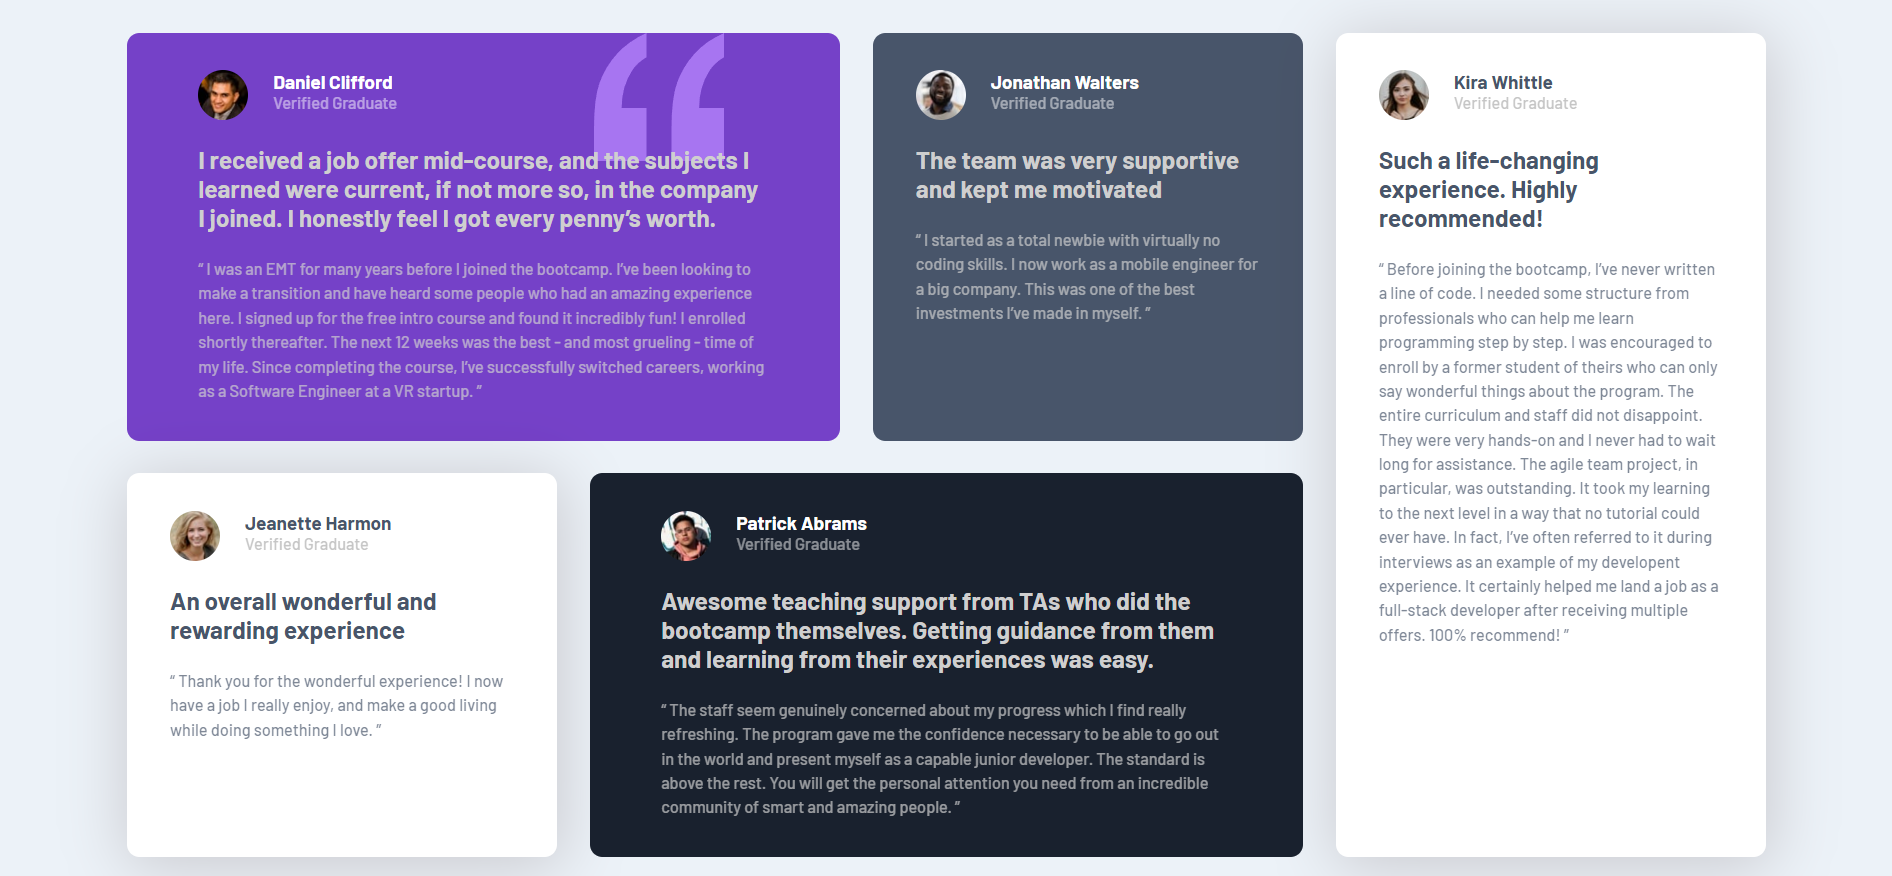 Daniel Clifford
Verified Graduate
I received a job offer mid-course, and the subjects I
learned were current, if not more so, in the company
I joined. I honestly feel I got every penny’s worth.
“ I was an EMT for many years before I joined the bootcamp. I’ve been looking to
make a transition and have heard some people who had an amazing experience
here. I signed up for the free intro course and found it incredibly fun! I enrolled
shortly thereafter. The next 12 weeks was the best - and most grueling - time of
my life. Since completing the course, I’ve successfully switched careers, working
as a Software Engineer at a VR startup. ”
Jonathan Walters
Verified Graduate
The team was very supportive
and kept me motivated
“ I started as a total newbie with virtually no
coding skills. I now work as a mobile engineer for
a big company. This was one of the best
investments I’ve made in myself. ”
Kira Whittle
Verified Graduate
Such a life-changing
experience. Highly
recommended!
“ Before joining the bootcamp, I’ve never written
a line of code. I needed some structure from
professionals who can help me learn
programming step by step. I was encouraged to
enroll by a former student of theirs who can only
say wonderful things about the program. The
entire curriculum and staff did not disappoint.
They were very hands-on and I never had to wait
long for assistance. The agile team project, in
particular, was outstanding. It took my learning
to the next level in a way that no tutorial could
ever have. In fact, I’ve often referred to it during
interviews as an example of my developent
experience. It certainly helped me land a job as a
full-stack developer after receiving multiple
offers. 100% recommend! ”
Jeanette Harmon
Verified Graduate
An overall wonderful and
rewarding experience
“ Thank you for the wonderful experience! I now
have a job I really enjoy, and make a good living
while doing something I love. ”
Patrick Abrams
Verified Graduate
Awesome teaching support from TAs who did the
bootcamp themselves. Getting guidance from them
and learning from their experiences was easy.
“ The staff seem genuinely concerned about my progress which I find really
refreshing. The program gave me the confidence necessary to be able to go out
in the world and present myself as a capable junior developer. The standard is
above the rest. You will get the personal attention you need from an incredible
community of smart and amazing people. ”